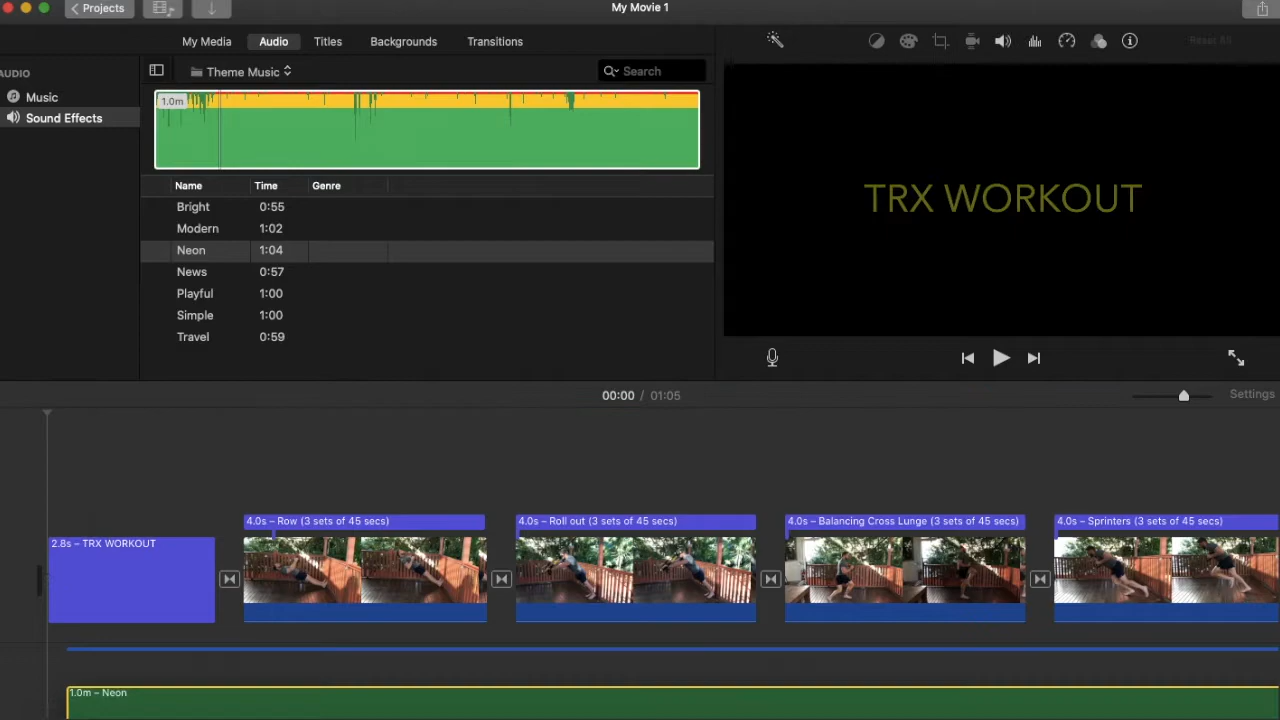 Projects
My Movie 1
My Media
Audio
Titles
Backgrounds
Transitions
Reset All
AUDIO
Theme Music
Search
Music
Sound Effects
1.0m
Name Time Genre
Bright 0:55
Modern 1:02
Neon 1:04
News 0:57
Playful 1:00
Simple 1:00
Travel 0:59
TRX WORKOUT
00:00 / 01:05
Settings
4.0s – Row (3 sets of 45 secs)
4.0s – Roll out (3 sets of 45 secs)
4.0s – Balancing Cross Lunge (3 sets of 45 secs)
4.0s – Sprinters (3 sets of 45 secs)
2.8s – TRX WORKOUT
1.0m – Neon